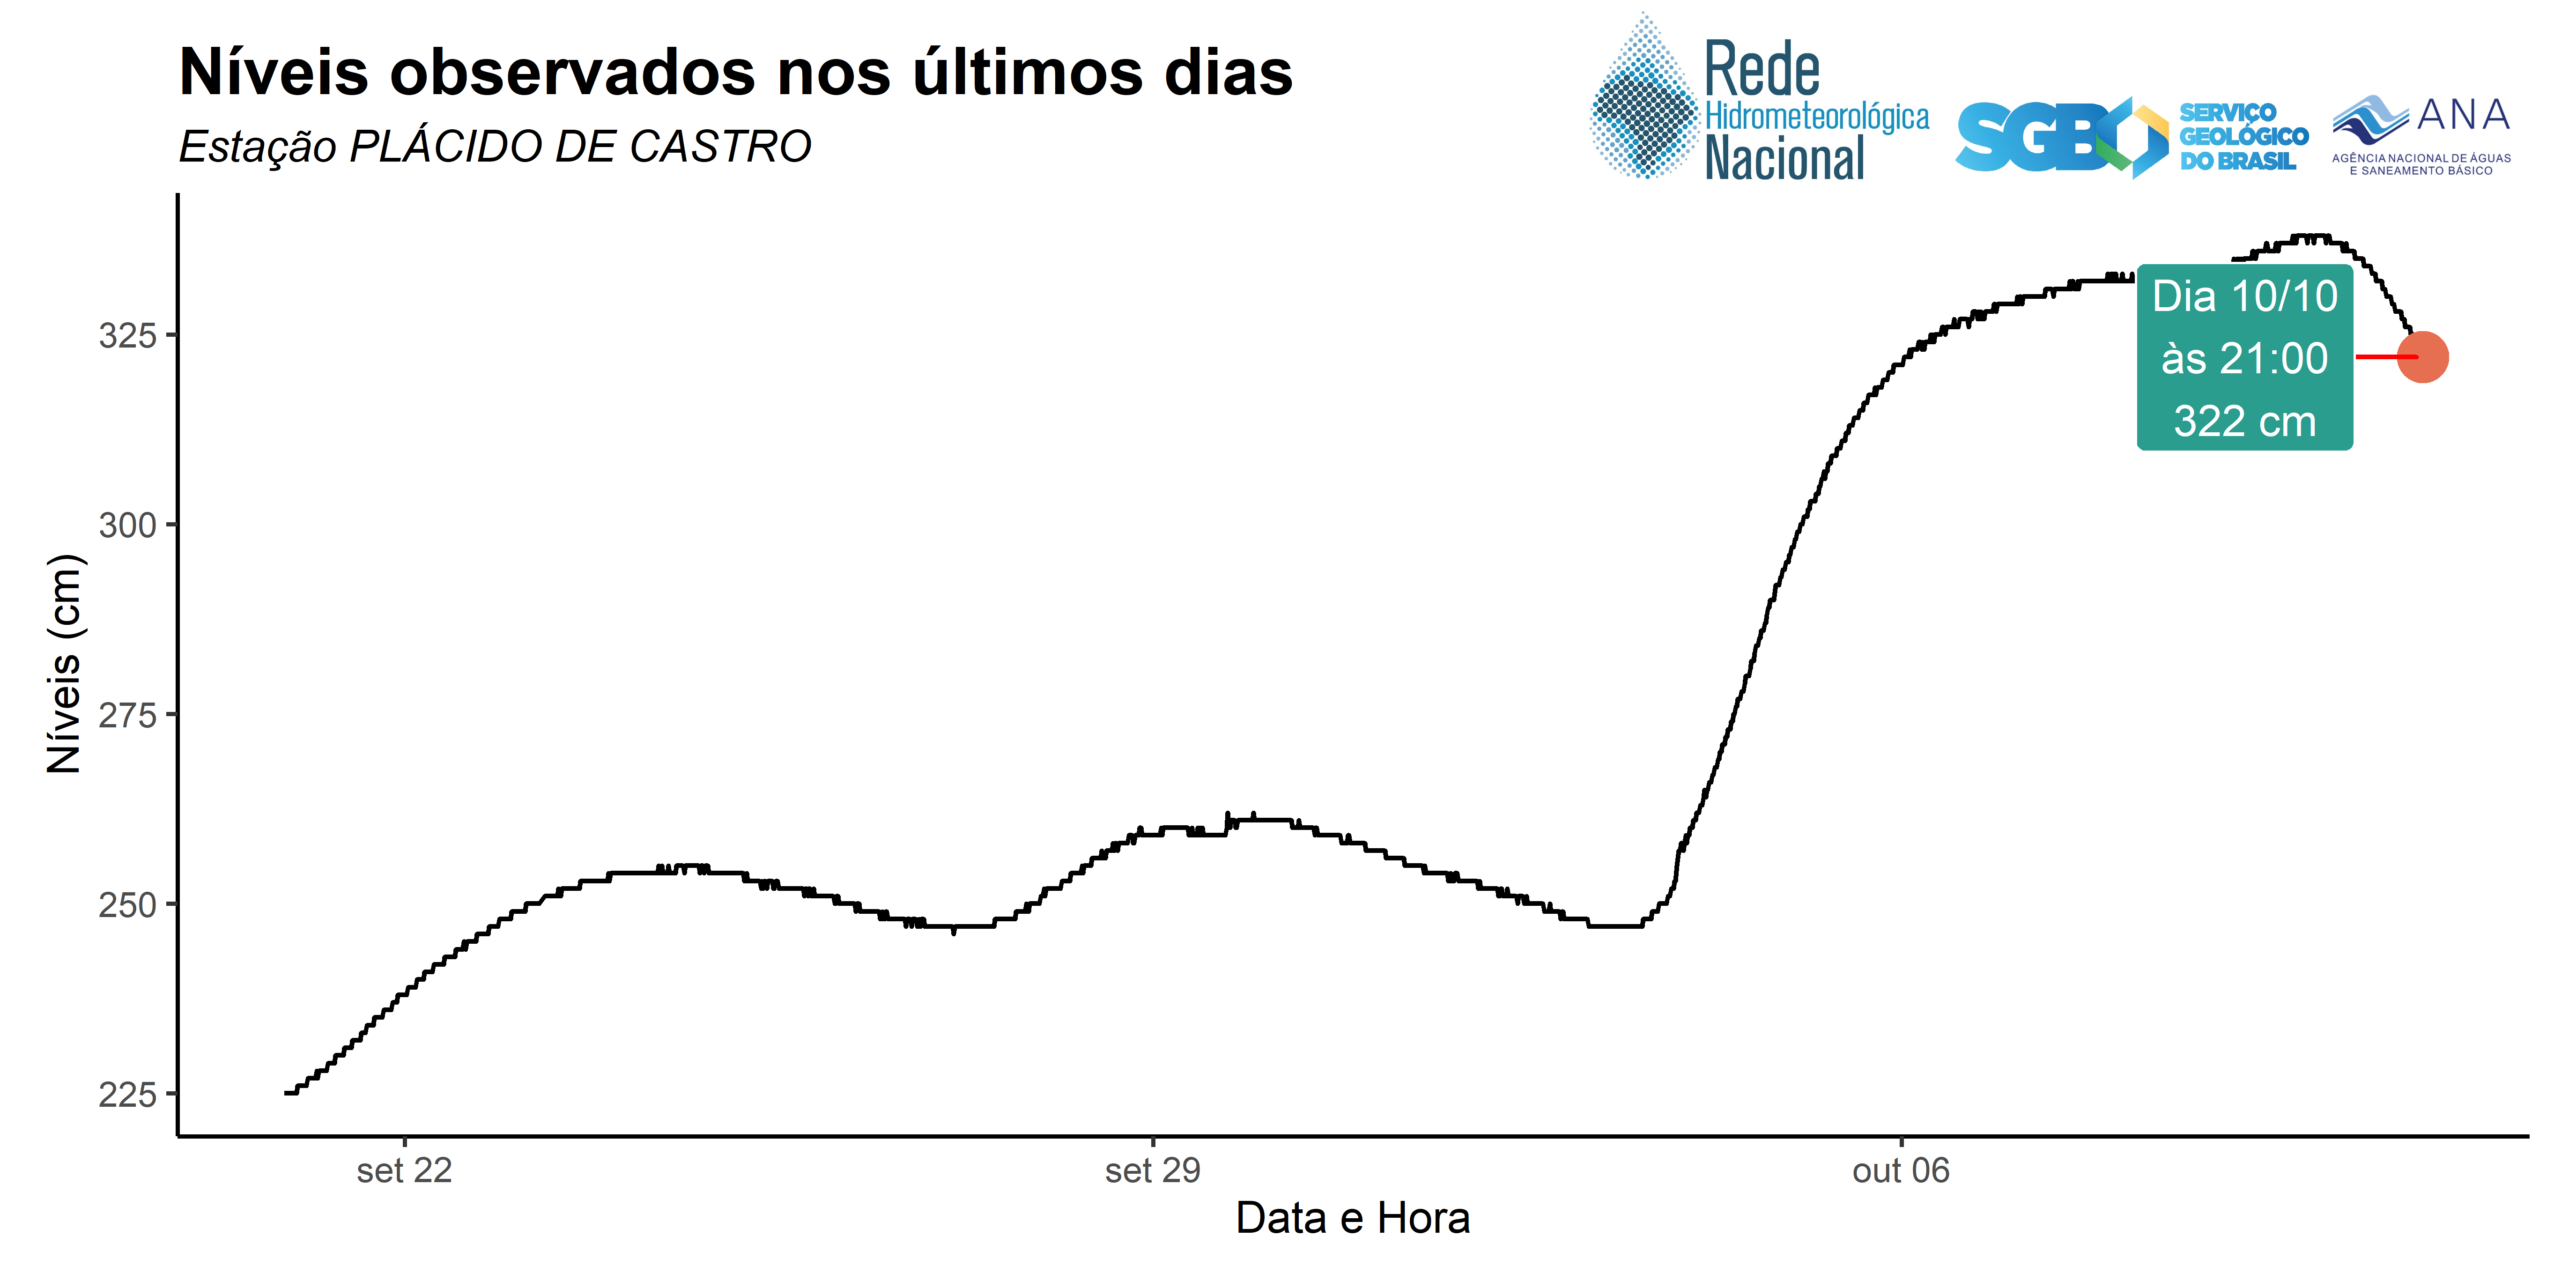 Níveis observados nos últimos dias
Estação PLÁCIDO DE CASTRO
Rede
Hidrometeorológica
Nacional
SGB
SERVIÇO
GEOLÓGICO
DO BRASIL
ANA
AGÊNCIA NACIONAL DE ÁGUAS
E SANEAMENTO BÁSICO
Níveis (cm)
325
300
275
250
225
Dia 10/10
às 21:00
322 cm
set 22
set 29
out 06
Data e Hora